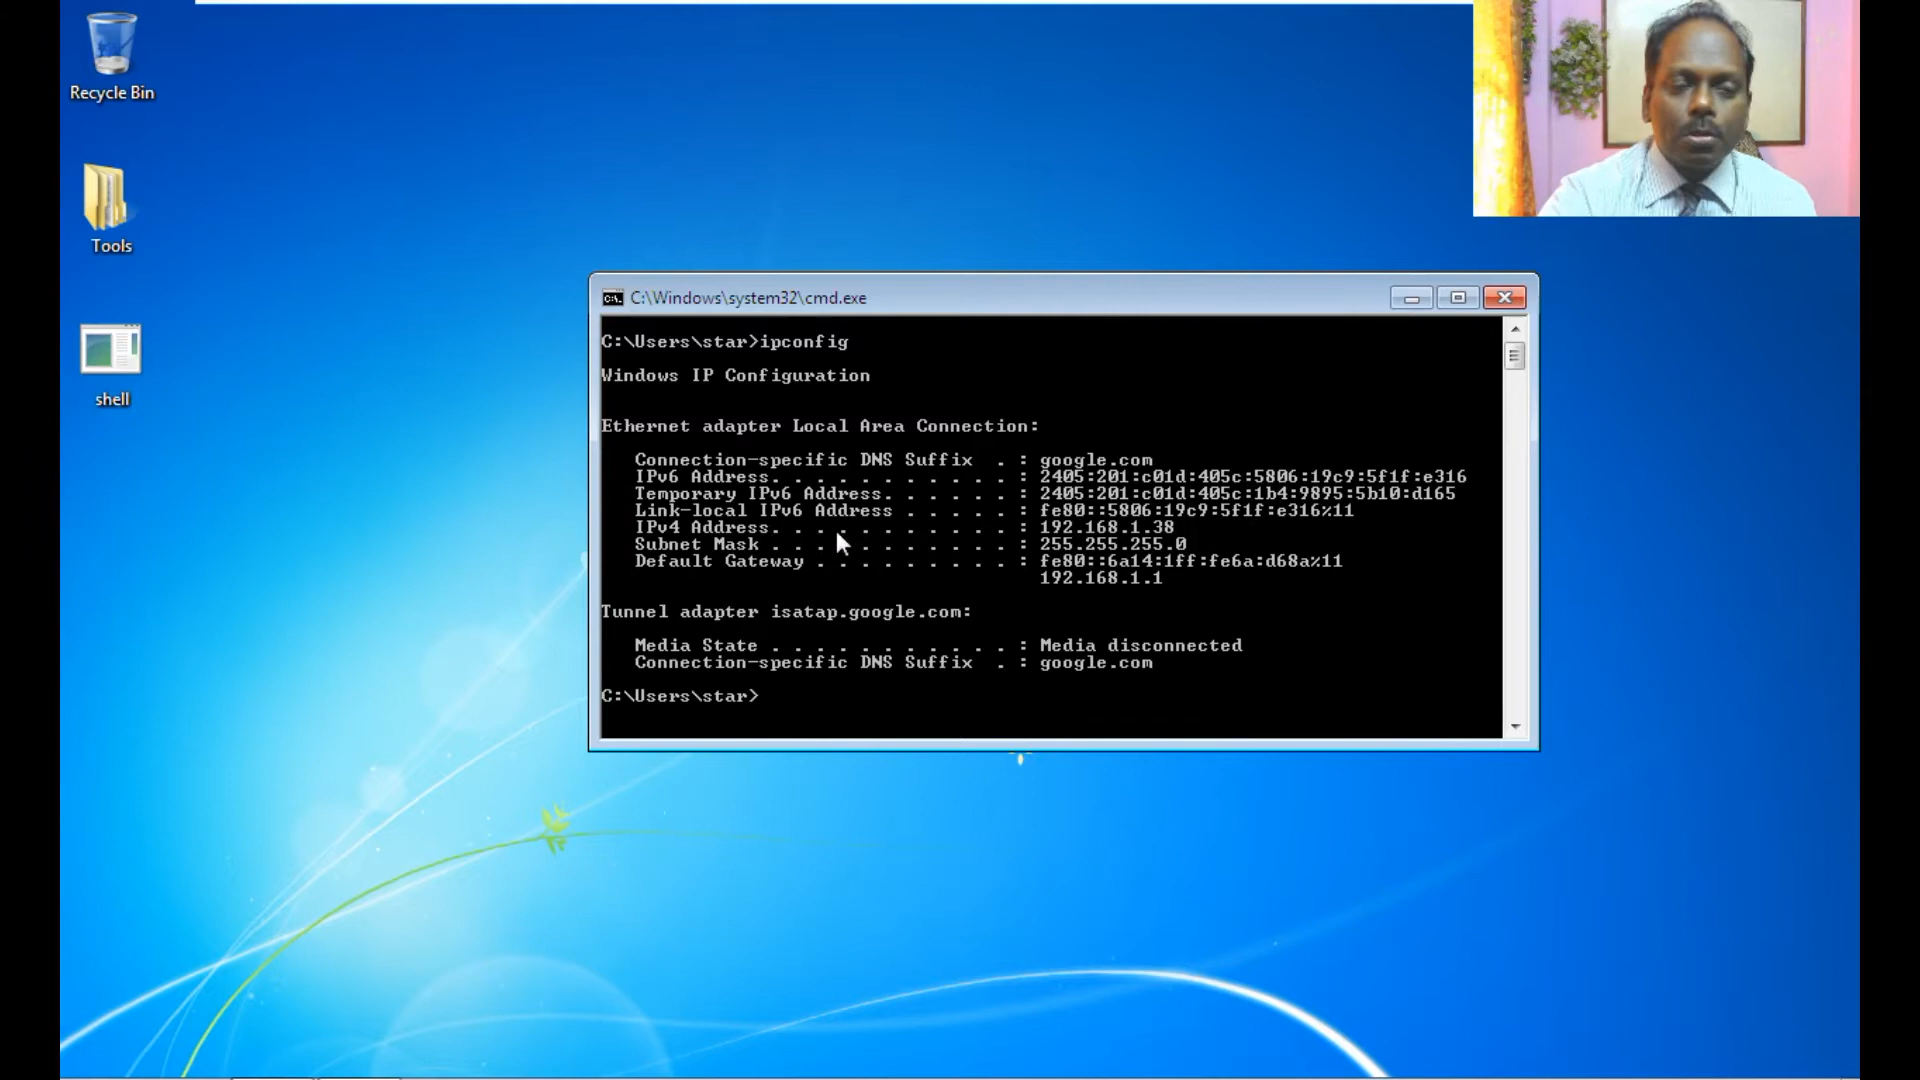 Recycle Bin
Tools
shell
C:\Windows\system32\cmd.exe
C:\Users\star>ipconfig
Windows IP Configuration
Ethernet adapter Local Area Connection:
Connection-specific DNS Suffix . : google.com
IPv6 Address. . . . . . . . . . . : 2405:201:c01d:405c:5806:19c9:5f1f:e316
Temporary IPv6 Address. . . . . . : 2405:201:c01d:405c:1b4:9895:5b10:d165
Link-local IPv6 Address . . . . . : fe80::5806:19c9:5f1f:e316%11
IPv4 Address. . . . . . . . . . . : 192.168.1.38
Subnet Mask . . . . . . . . . . . : 255.255.255.0
Default Gateway . . . . . . . . . : fe80::6a14:1ff:fe6a:d68a%11
192.168.1.1
Tunnel adapter isatap.google.com:
Media State . . . . . . . . . . . : Media disconnected
Connection-specific DNS Suffix . : google.com
C:\Users\star>